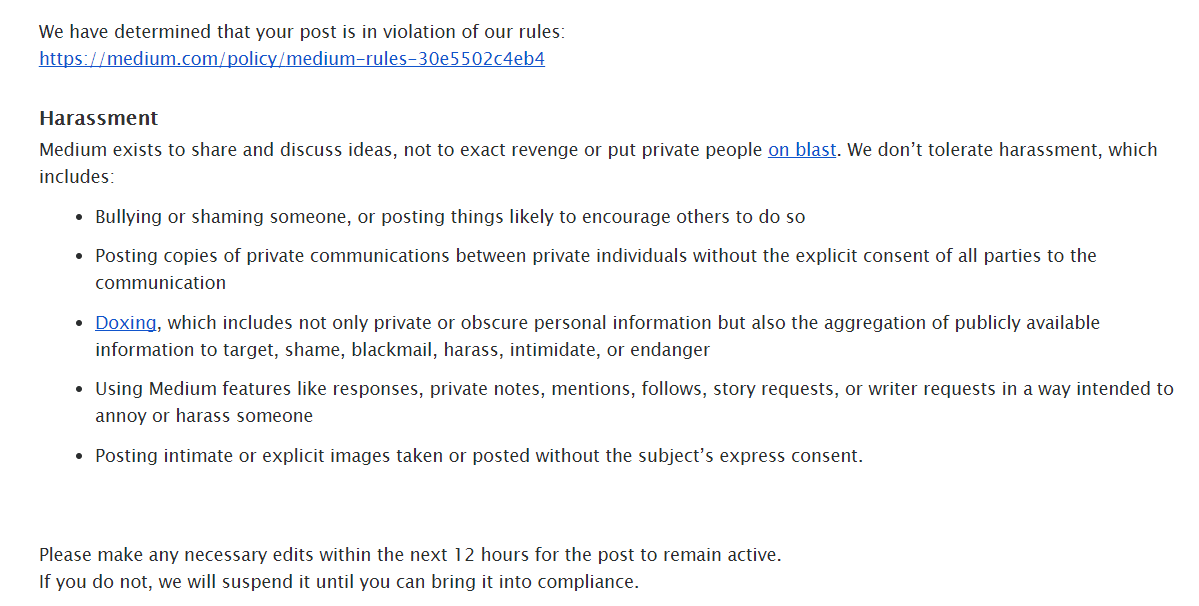 We have determined that your post is in violation of our rules:
https://medium.com/policy/medium-rules-30e5502c4eb4
Harassment
Medium exists to share and discuss ideas, not to exact revenge or put private people on blast. We don’t tolerate harassment, which
includes:
• Bullying or shaming someone, or posting things likely to encourage others to do so
• Posting copies of private communications between private individuals without the explicit consent of all parties to the
communication
• Doxing, which includes not only private or obscure personal information but also the aggregation of publicly available
information to target, shame, blackmail, harass, intimidate, or endanger
• Using Medium features like responses, private notes, mentions, follows, story requests, or writer requests in a way intended to
annoy or harass someone
• Posting intimate or explicit images taken or posted without the subject’s express consent.
Please make any necessary edits within the next 12 hours for the post to remain active.
If you do not, we will suspend it until you can bring it into compliance.